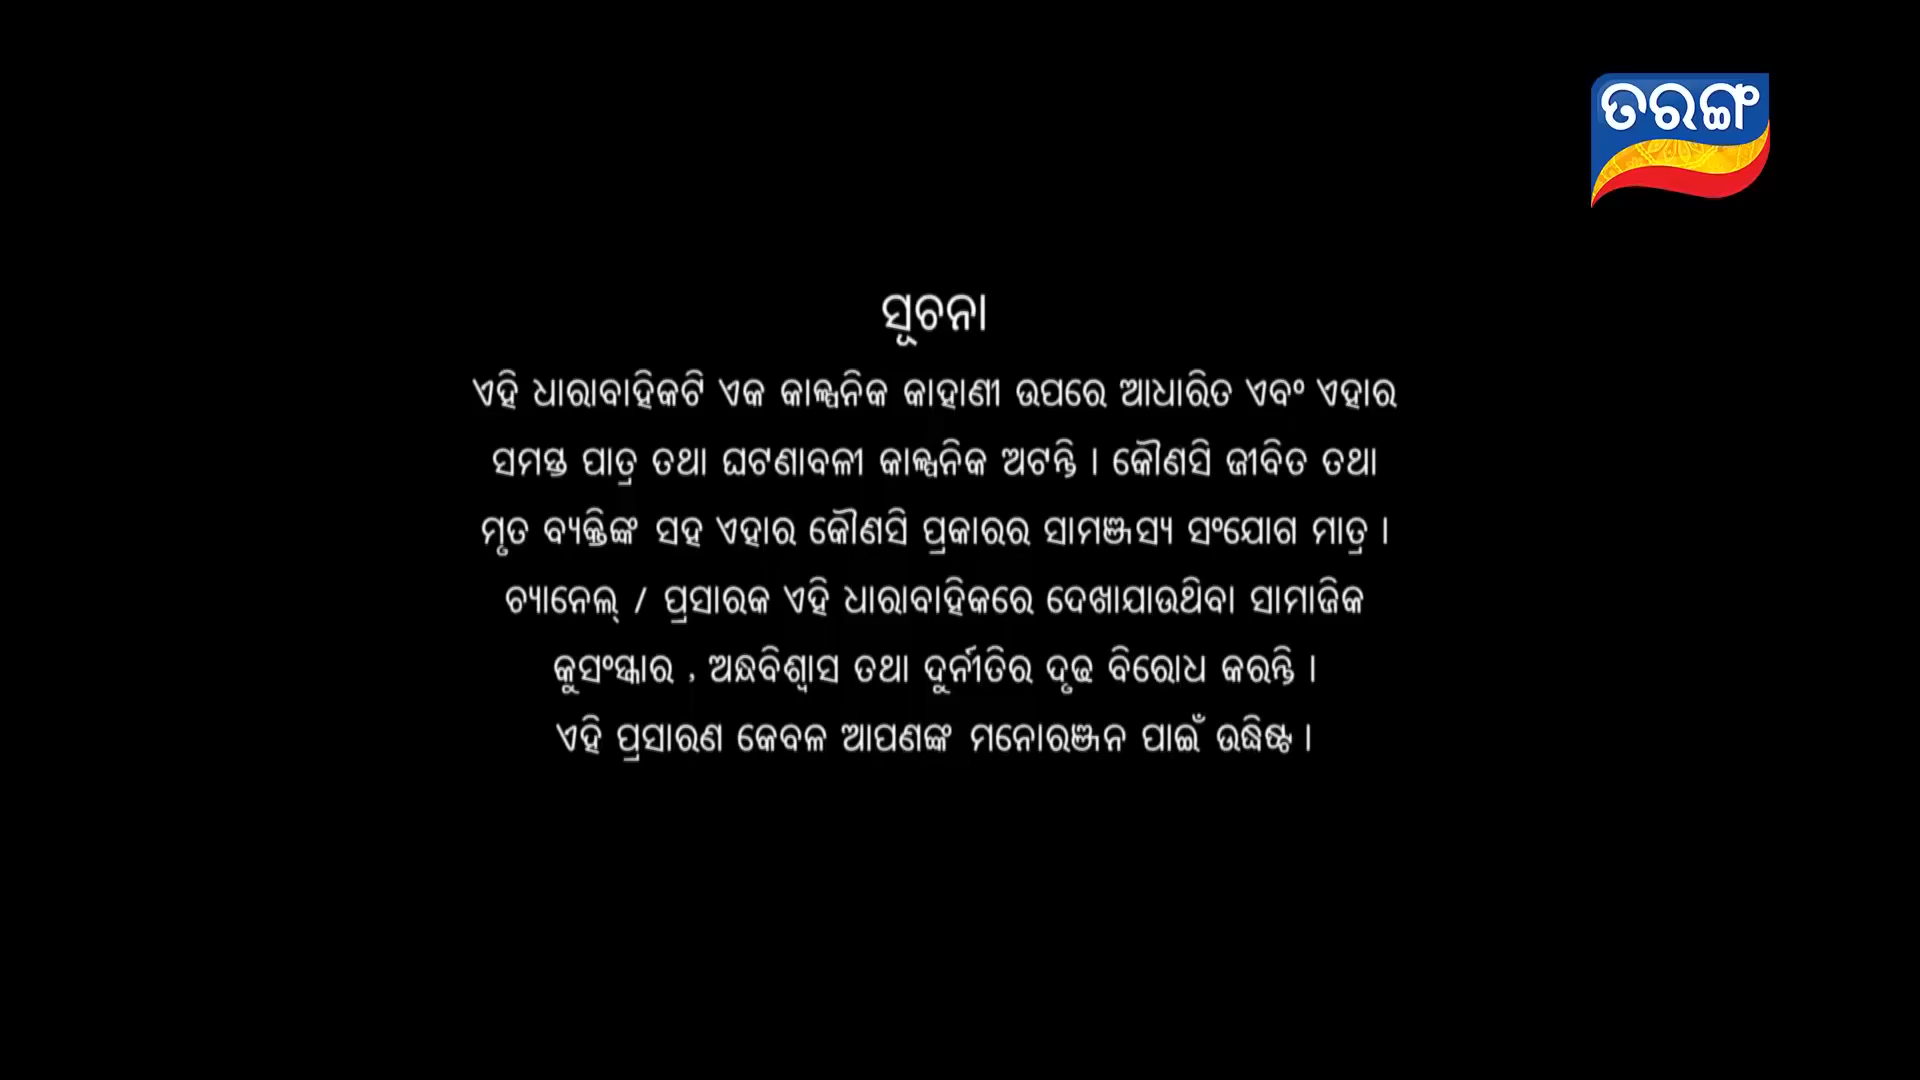 ତରଙ୍ଗ
ସୂଚନା
ଏହି ଧାରାବାହିକଟି ଏକ କାଳ୍ପନିକ କାହାଣୀ ଉପରେ ଆଧାରିତ ଏବଂ ଏହାର
ସମସ୍ତ ପାତ୍ର ତଥା ଘଟଣାବଳୀ କାଳ୍ପନିକ ଅଟନ୍ତି । କୌଣସି ଜୀବିତ ତଥା
ମୃତ ବ୍ୟକ୍ତିଙ୍କ ସହ ଏହାର କୌଣସି ପ୍ରକାରର ସାମଞ୍ଜସ୍ୟ ସଂଯୋଗ ମାତ୍ର ।
ଚ୍ୟାନେଲ୍ / ପ୍ରସାରକ ଏହି ଧାରାବାହିକରେ ଦେଖାଯାଉଥିବା ସାମାଜିକ
କୁସଂସ୍କାର , ଅନ୍ଧବିଶ୍ୱାସ ତଥା ଦୁର୍ନୀତିର ଦୃଢ ବିରୋଧ କରନ୍ତି ।
ଏହି ପ୍ରସାରଣ କେବଳ ଆପଣଙ୍କ ମନୋରଞ୍ଜନ ପାଇଁ ଉଦ୍ଧିଷ୍ଟ ।